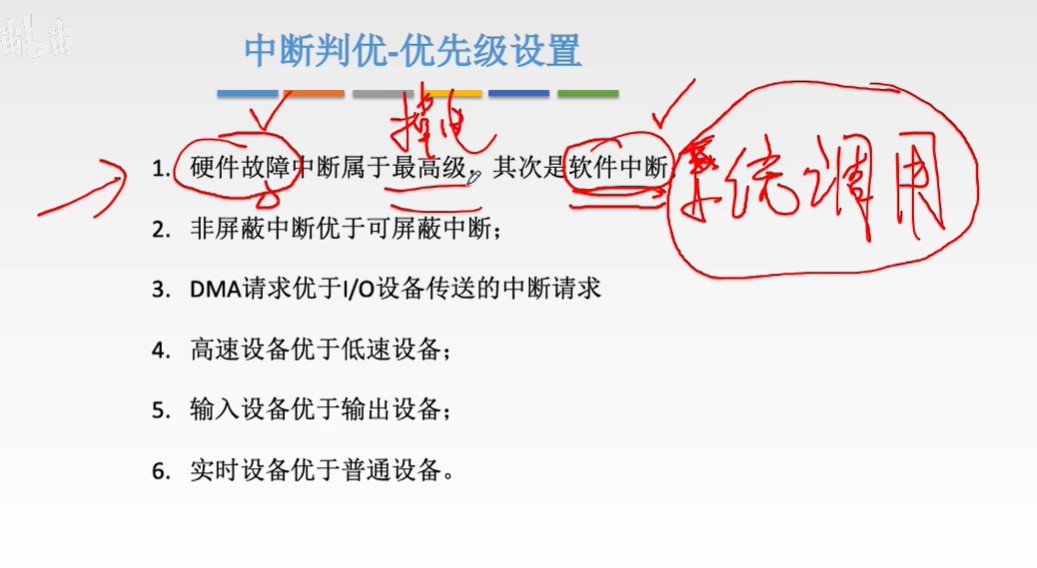 中断判优-优先级设置
1. 硬件故障中断属于最高级，其次是软件中断
系统调用
2. 非屏蔽中断优于可屏蔽中断；
3. DMA请求优于I/O设备传送的中断请求
4. 高速设备优于低速设备；
5. 输入设备优于输出设备；
6. 实时设备优于普通设备。